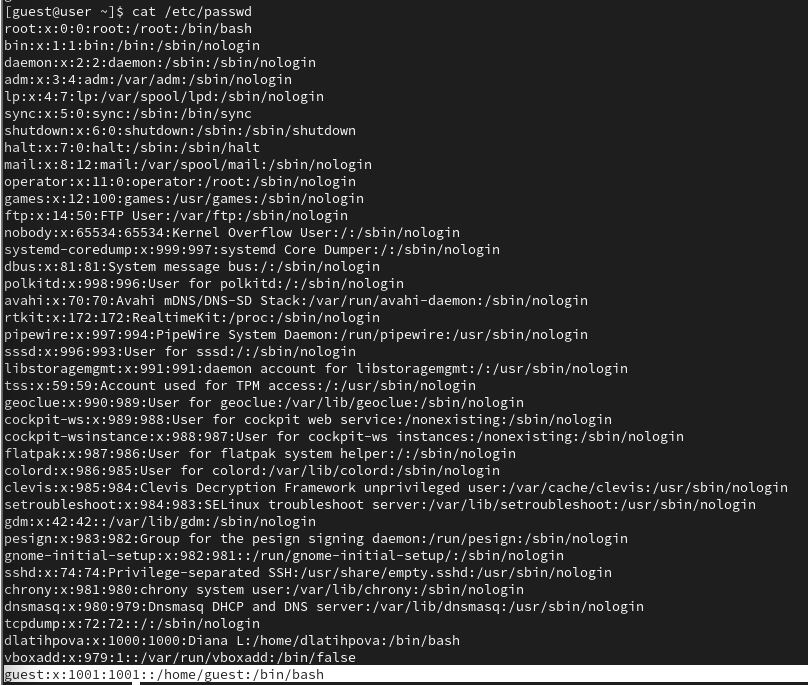 [guest@user ~]$ cat /etc/passwd
root:x:0:0:root:/root:/bin/bash
bin:x:1:1:bin:/bin:/sbin/nologin
daemon:x:2:2:daemon:/sbin:/sbin/nologin
adm:x:3:4:adm:/var/adm:/sbin/nologin
lp:x:4:7:lp:/var/spool/lpd:/sbin/nologin
sync:x:5:0:sync:/sbin:/bin/sync
shutdown:x:6:0:shutdown:/sbin:/sbin/shutdown
halt:x:7:0:halt:/sbin:/sbin/halt
mail:x:8:12:mail:/var/spool/mail:/sbin/nologin
operator:x:11:0:operator:/root:/sbin/nologin
games:x:12:100:games:/usr/games:/sbin/nologin
ftp:x:14:50:FTP User:/var/ftp:/sbin/nologin
nobody:x:65534:65534:Kernel Overflow User:/:/sbin/nologin
systemd-coredump:x:999:997:systemd Core Dumper:/:/sbin/nologin
dbus:x:81:81:System message bus:/:/sbin/nologin
polkitd:x:998:996:User for polkitd:/:/sbin/nologin
avahi:x:70:70:Avahi mDNS/DNS-SD Stack:/var/run/avahi-daemon:/sbin/nologin
rtkit:x:172:172:RealtimeKit:/proc:/sbin/nologin
pipewire:x:997:994:PipeWire System Daemon:/run/pipewire:/usr/sbin/nologin
sssd:x:996:993:User for sssd:/:/sbin/nologin
libstoragemgmt:x:991:991:daemon account for libstoragemgmt:/:/usr/sbin/nologin
tss:x:59:59:Account used for TPM access:/:/usr/sbin/nologin
geoclue:x:990:989:User for geoclue:/var/lib/geoclue:/sbin/nologin
cockpit-ws:x:989:988:User for cockpit web service:/nonexisting:/sbin/nologin
cockpit-wsinstance:x:988:987:User for cockpit-ws instances:/nonexisting:/sbin/nologin
flatpak:x:987:986:User for flatpak system helper:/:/sbin/nologin
colord:x:986:985:User for colord:/var/lib/colord:/sbin/nologin
clevis:x:985:984:Clevis Decryption Framework unprivileged user:/var/cache/clevis:/usr/sbin/nologin
setroubleshoot:x:984:983:SELinux troubleshoot server:/var/lib/setroubleshoot:/usr/sbin/nologin
gdm:x:42:42::/var/lib/gdm:/sbin/nologin
pesign:x:983:982:Group for the pesign signing daemon:/run/pesign:/sbin/nologin
gnome-initial-setup:x:982:981::/run/gnome-initial-setup/:/sbin/nologin
sshd:x:74:74:Privilege-separated SSH:/usr/share/empty.sshd:/usr/sbin/nologin
chrony:x:981:980:chrony system user:/var/lib/chrony:/sbin/nologin
dnsmasq:x:980:979:Dnsmasq DHCP and DNS server:/var/lib/dnsmasq:/usr/sbin/nologin
tcpdump:x:72:72::/:/sbin/nologin
dlatihpova:x:1000:1000:Diana L:/home/dlatihpova:/bin/bash
vboxadd:x:979:1::/var/run/vboxadd:/bin/false
guest:x:1001:1001::/home/guest:/bin/bash